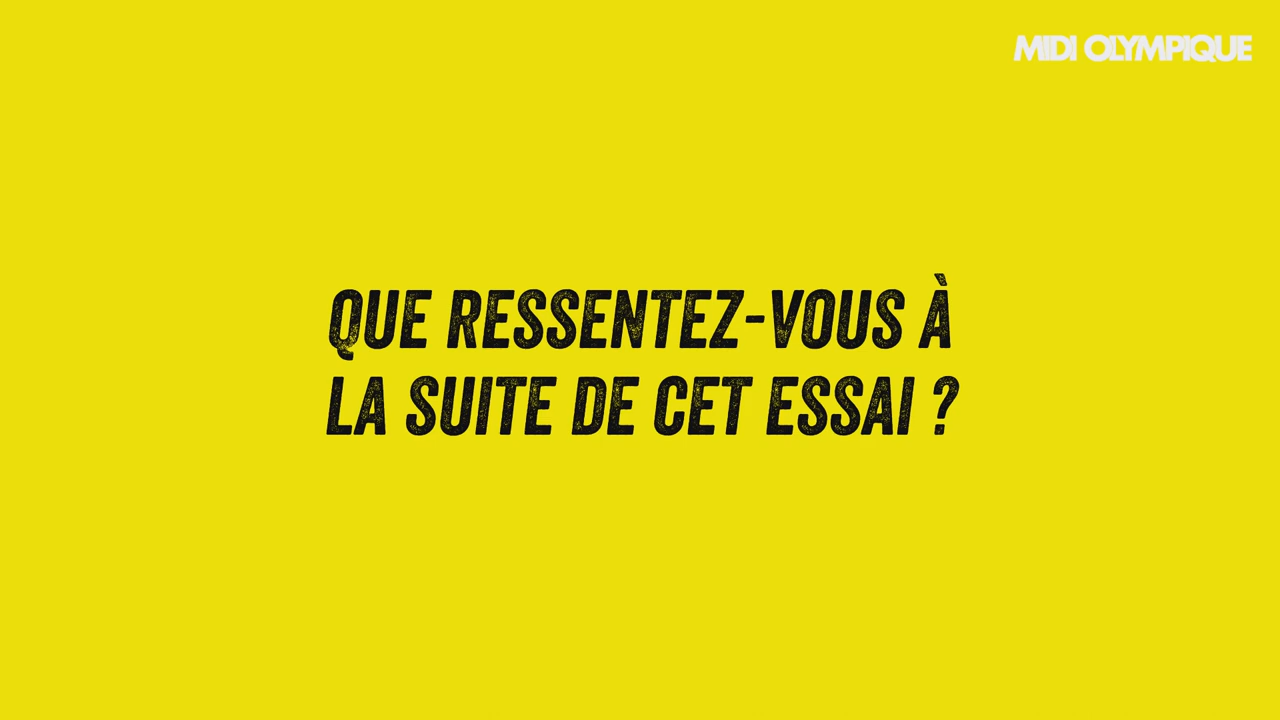 MIDI OLYMPIQUE
QUE RESSENTEZ-VOUS À
LA SUITE DE CET ESSAI ?